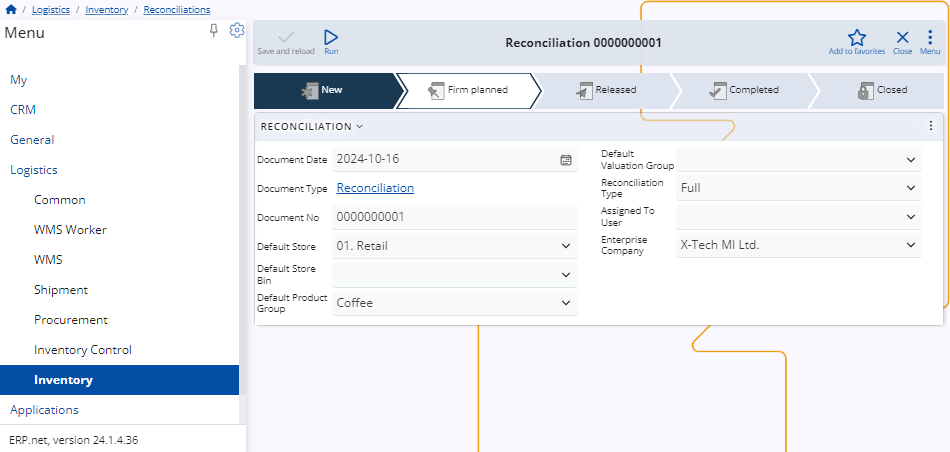 / Logistics / Inventory / Reconciliations
Menu
My
CRM
General
Logistics
Common
WMS Worker
WMS
Shipment
Procurement
Inventory Control
Inventory
Applications
ERP.net, version 24.1.4.36
Save and reload
Run
Reconciliation 0000000001
Add to favorites
Close
Menu
New
Firm planned
Released
Completed
Closed
RECONCILIATION
Document Date 2024-10-16
Document Type Reconciliation
Document No 0000000001
Default Store 01. Retail
Default Store
Bin
Default Product
Group Coffee
Default
Valuation Group
Reconciliation
Type Full
Assigned To
User
Enterprise
Company X-Tech MI Ltd.